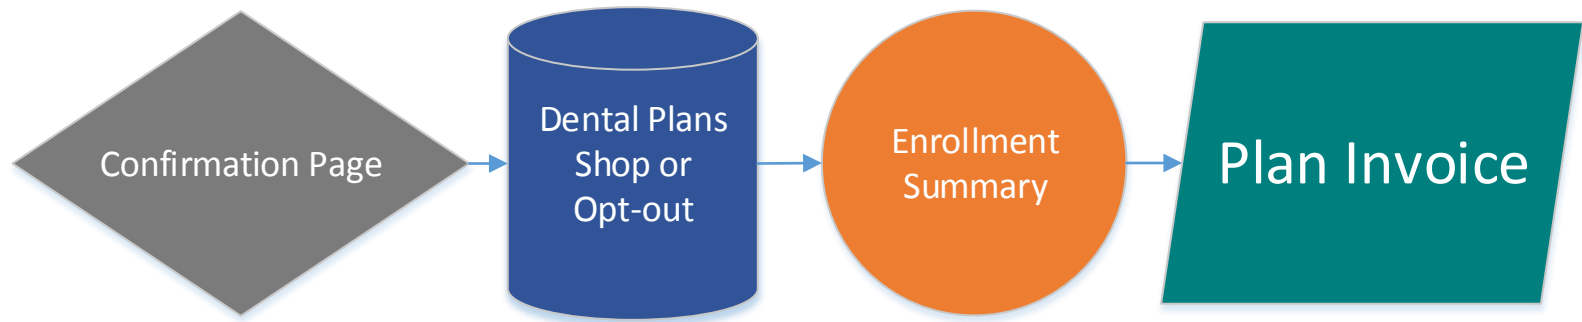 Confirmation Page
Dental Plans
Shop or
Opt-out
Enrollment
Summary
Plan Invoice